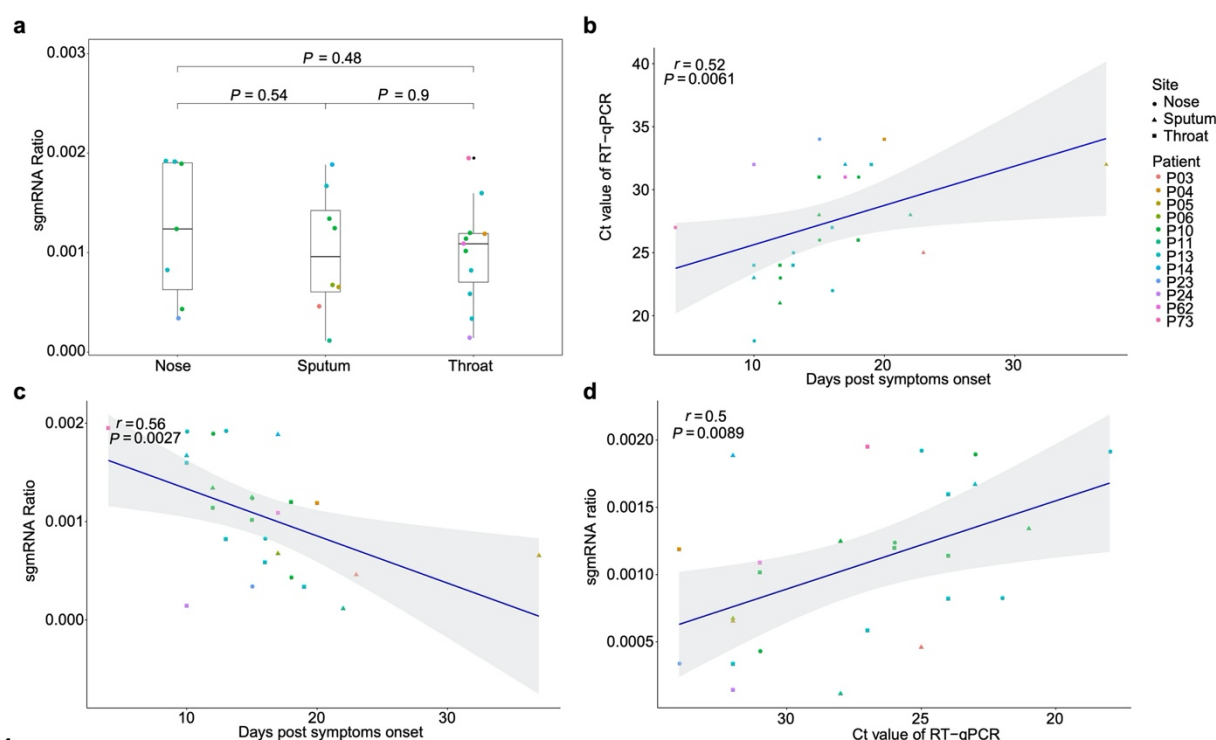 a
sgmRNA Ratio
0.003
0.002
0.001
0.000
P = 0.48
P = 0.54
P = 0.9
Nose
Sputum
Throat
b
Ct value of RT−qPCR
40
35
30
25
20
r = 0.52
P = 0.0061
10
20
30
Days post symptoms onset
Site
Nose
Sputum
Throat
Patient
P03
P04
P05
P06
P10
P11
P13
P14
P23
P24
P62
P73
c
sgmRNA Ratio
0.002
0.001
0.000
r = 0.56
P = 0.0027
10
20
30
Days post symptoms onset
d
sgmRNA ratio
0.0020
0.0015
0.0010
0.0005
r = 0.5
P = 0.0089
30
25
20
Ct value of RT−qPCR